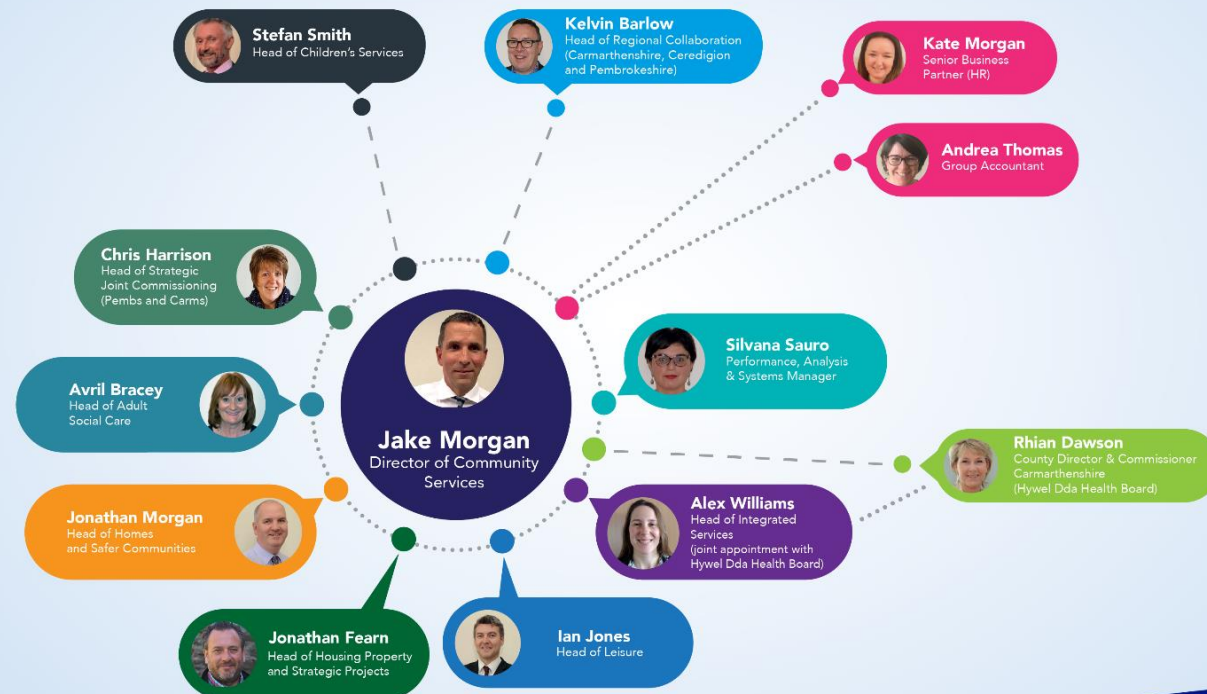 Stefan Smith
Head of Children's Services
Kelvin Barlow
Head of Regional Collaboration
(Carmarthenshire, Ceredigion
and Pembrokeshire)
Kate Morgan
Senior Business
Partner (HR)
Andrea Thomas
Group Accountant
Chris Harrison
Head of Strategic
Joint Commissioning
(Pembs and Carms)
Silvana Sauro
Performance, Analysis
& Systems Manager
Avril Bracey
Head of Adult
Social Care
Jake Morgan
Director of Community
Services
Rhian Dawson
County Director & Commissioner
Carmarthenshire
(Hywel Dda Health Board)
Jonathan Morgan
Head of Homes
and Safer Communities
Alex Williams
Head of Integrated
Services
(joint appointment with
Hywel Dda Health Board)
Jonathan Fearn
Head of Housing Property
and Strategic Projects
Ian Jones
Head of Leisure